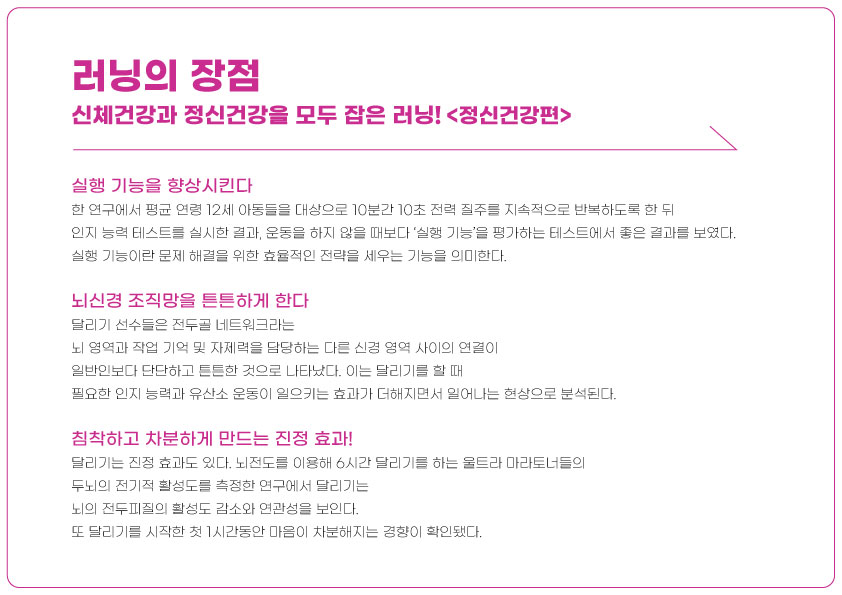 러닝의 장점
신체건강과 정신건강을 모두 잡은 러닝! <정신건강편>
실행 기능을 향상시킨다
한 연구에서 평균 연령 12세 아동들을 대상으로 10분간 10초 전력 질주를 지속적으로 반복하도록 한 뒤
인지 능력 테스트를 실시한 결과, 운동을 하지 않을 때보다 '실행 기능'을 평가하는 테스트에서 좋은 결과를 보였다.
실행 기능이란 문제 해결을 위한 효율적인 전략을 세우는 기능을 의미한다.
뇌신경 조직망을 튼튼하게 한다
달리기 선수들은 전두골 네트워크라는
뇌 영역과 작업 기억 및 자제력을 담당하는 다른 신경 영역 사이의 연결이
일반인보다 단단하고 튼튼한 것으로 나타났다. 이는 달리기를 할 때
필요한 인지 능력과 유산소 운동이 일으키는 효과가 더해지면서 일어나는 현상으로 분석된다.
침착하고 차분하게 만드는 진정 효과!
달리기는 진정 효과도 있다. 뇌전도를 이용해 6시간 달리기를 하는 울트라 마라토너들의
두뇌의 전기적 활성도를 측정한 연구에서 달리기는
뇌의 전두피질의 활성도 감소와 연관성을 보인다.
또 달리기를 시작한 첫 1시간동안 마음이 차분해지는 경향이 확인됐다.